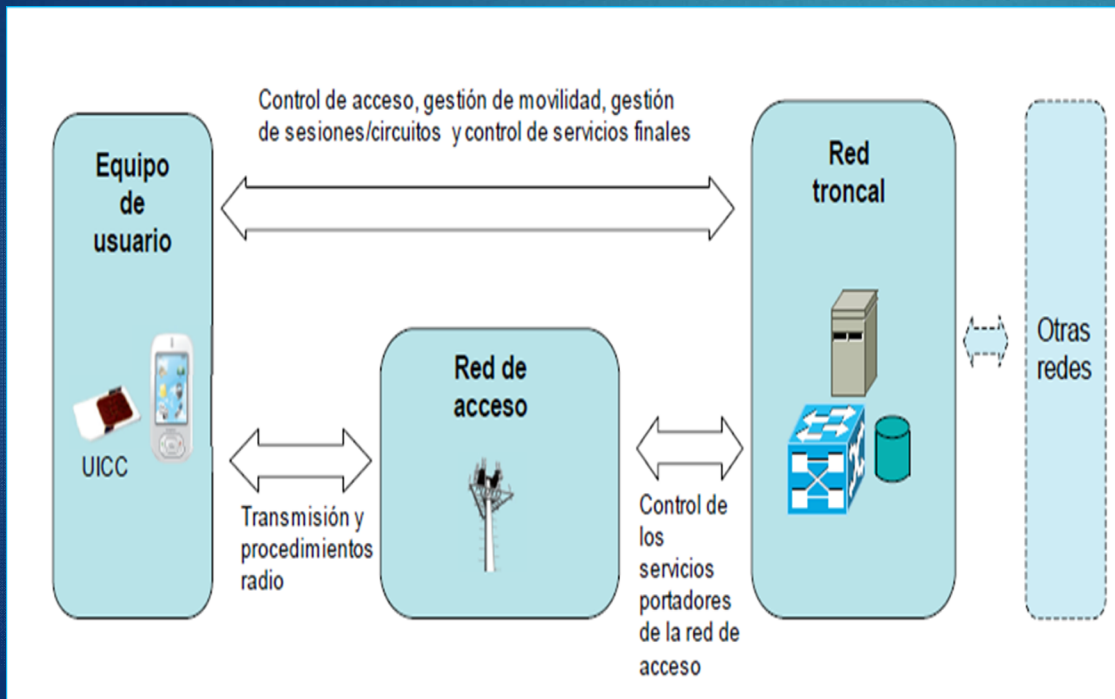 Control de acceso, gestión de movilidad, gestión
de sesiones/circuitos y control de servicios finales
Equipo
de
usuario
UICC
Transmisión y
procedimientos
radio
Red de
acceso
Control de
los
servicios
portadores
de la red de
acceso
Red
troncal
Otras
redes